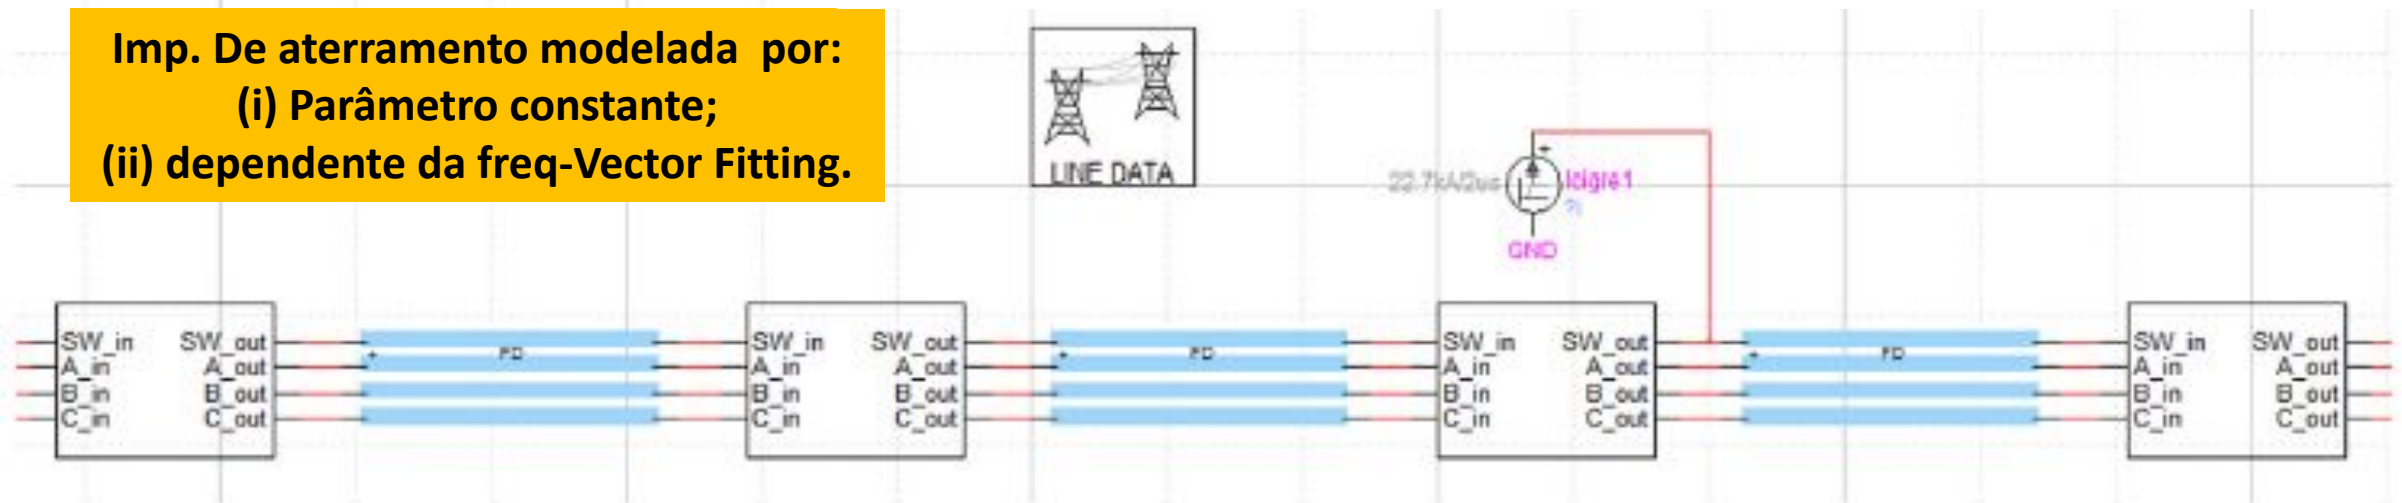 Imp. De aterramento modelada por:
(i) Parâmetro constante;
(ii) dependente da freq-Vector Fitting.
LINE DATA
22.7kA/2us
Icigre1
?i
GND
SW_in SW_out
A_in A_out
B_in B_out
C_in C_out
FD
SW_in SW_out
A_in A_out
B_in B_out
C_in C_out
FD
SW_in SW_out
A_in A_out
B_in B_out
C_in C_out
FD
SW_in SW_out
A_in A_out
B_in B_out
C_in C_out